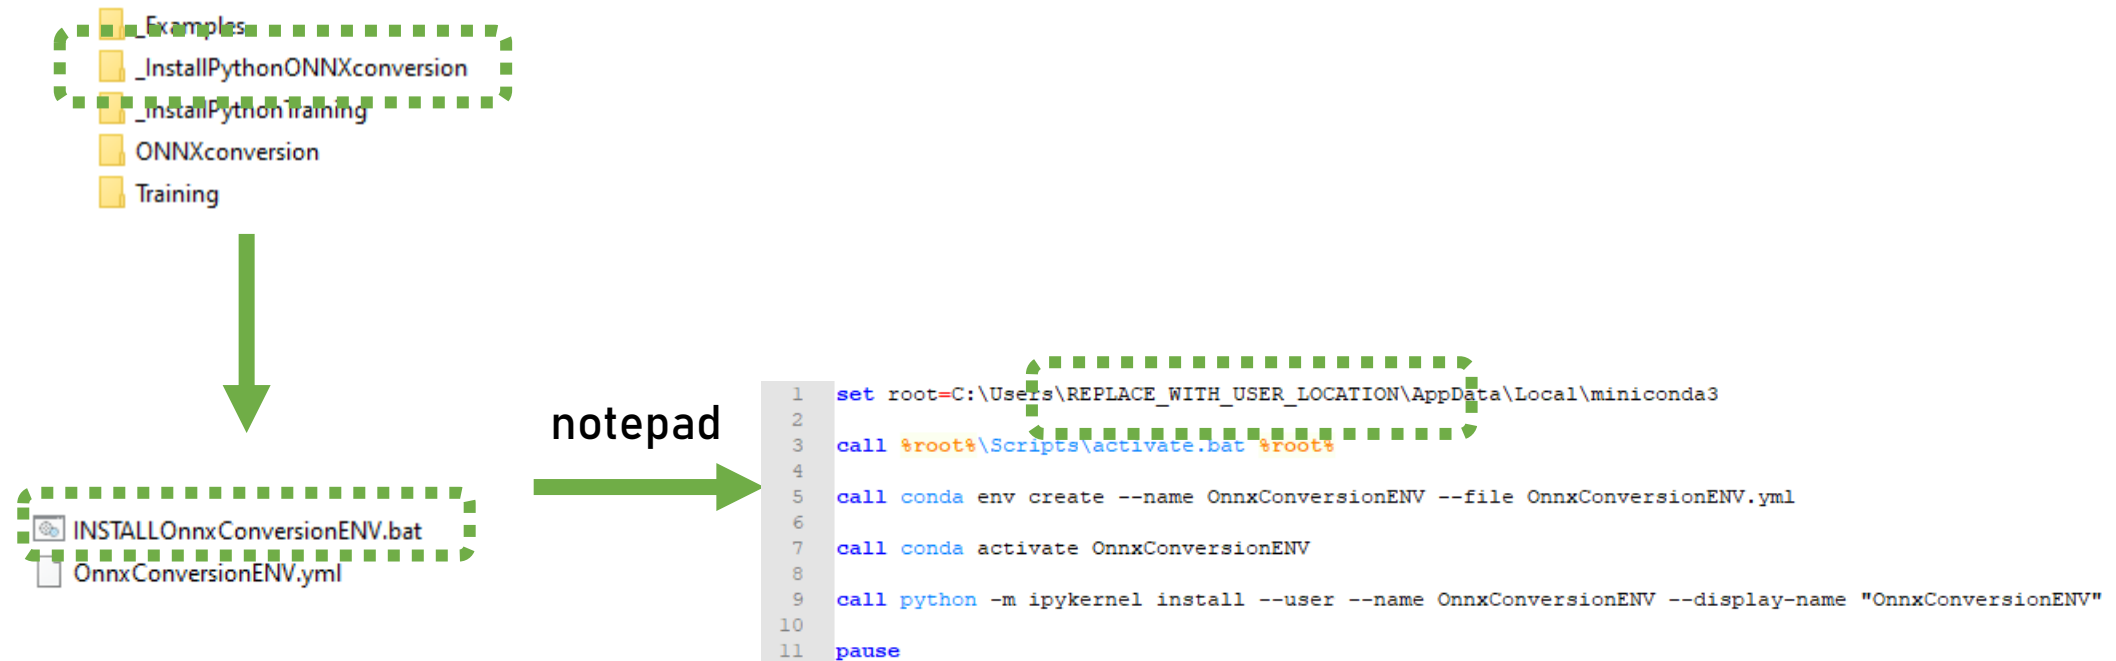 _Examples
_InstallPythonONNXconversion
_InstallPythonTraining
ONNXconversion
Training
INSTALLOnnxConversionENV.bat
OnnxConversionENV.yml
notepad
1 set root=C:\Users\REPLACE_WITH_USER_LOCATION\AppData\Local\miniconda3
2
3 call %root%\Scripts\activate.bat %root%
4
5 call conda env create --name OnnxConversionENV --file OnnxConversionENV.yml
6
7 call conda activate OnnxConversionENV
8
9 call python -m ipykernel install --user --name OnnxConversionENV --display-name "OnnxConversionENV"
10
11 pause